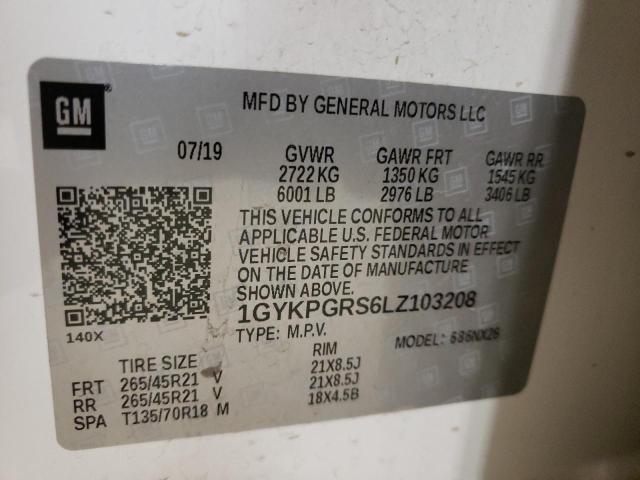 GM
MFD BY GENERAL MOTORS LLC
07/19 GVWR GAWR FRT GAWR RR
2722 KG 1350 KG 1545 KG
6001 LB 2976 LB 3406 LB
THIS VEHICLE CONFORMS TO ALL
APPLICABLE U.S. FEDERAL MOTOR
VEHICLE SAFETY STANDARDS IN EFFECT
ON THE DATE OF MANUFACTURE
SHOWN ABOVE.
1GYKPGRS6LZ103208
140X
TYPE: M.P.V. MODEL: 686NX26
TIRE SIZE RIM
FRT 265/45R21 V 21X8.5J
RR 265/45R21 V 21X8.5J
SPA T135/70R18 M 18X4.5B